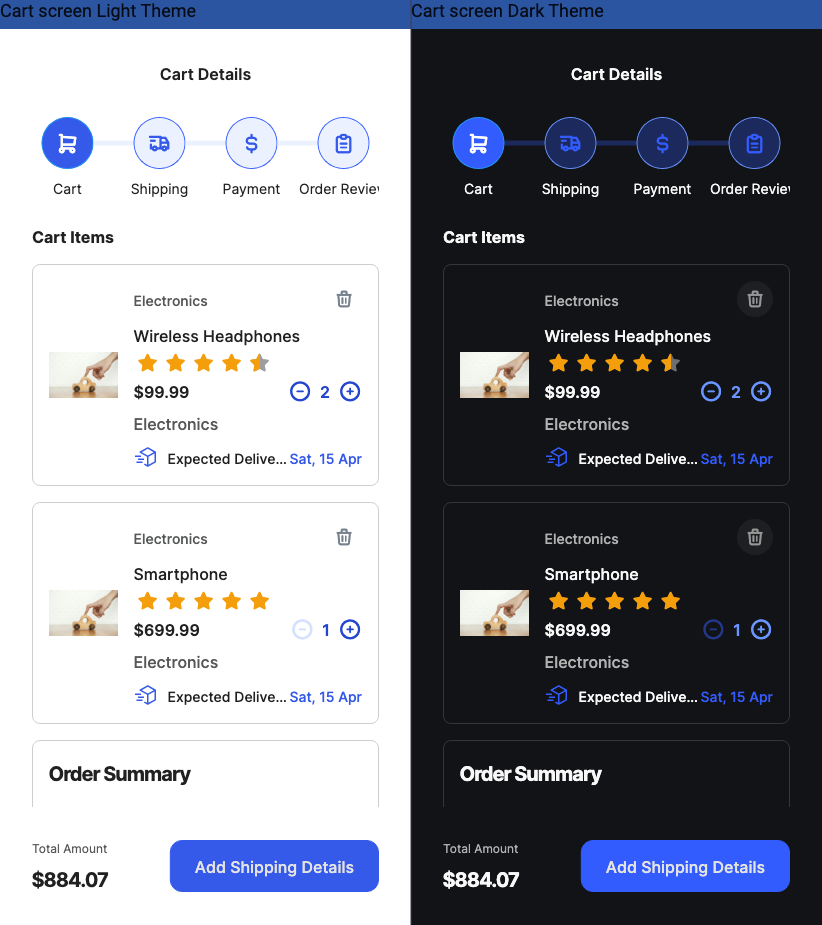 Cart screen Light Theme
Cart Details
Cart Shipping Payment Order Review
Cart Items
Electronics
Wireless Headphones
$99.99 2
Electronics
Expected Delive... Sat, 15 Apr
Electronics
Smartphone
$699.99 1
Electronics
Expected Delive... Sat, 15 Apr
Order Summary
Total Amount
$884.07
Add Shipping Details
Cart screen Dark Theme
Cart Details
Cart Shipping Payment Order Review
Cart Items
Electronics
Wireless Headphones
$99.99 2
Electronics
Expected Delive... Sat, 15 Apr
Electronics
Smartphone
$699.99 1
Electronics
Expected Delive... Sat, 15 Apr
Order Summary
Total Amount
$884.07
Add Shipping Details